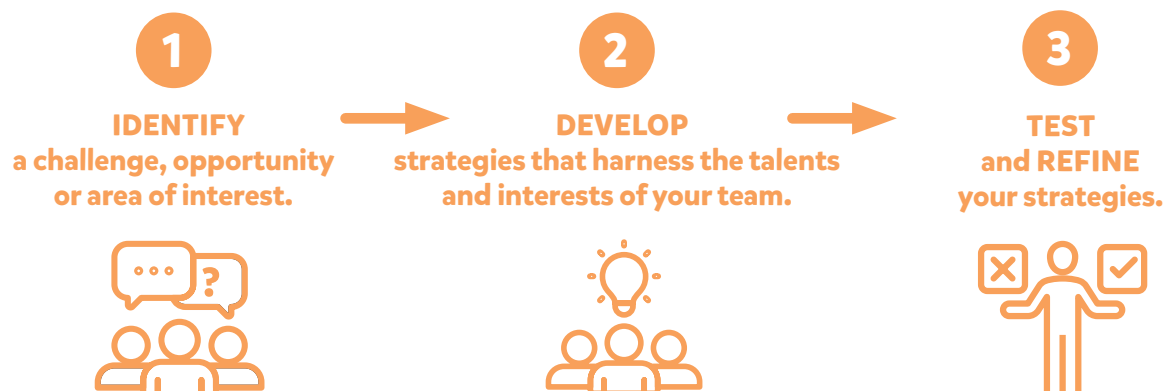 1
IDENTIFY
a challenge, opportunity
or area of interest.
2
DEVELOP
strategies that harness the talents
and interests of your team.
3
TEST
and REFINE
your strategies.
?